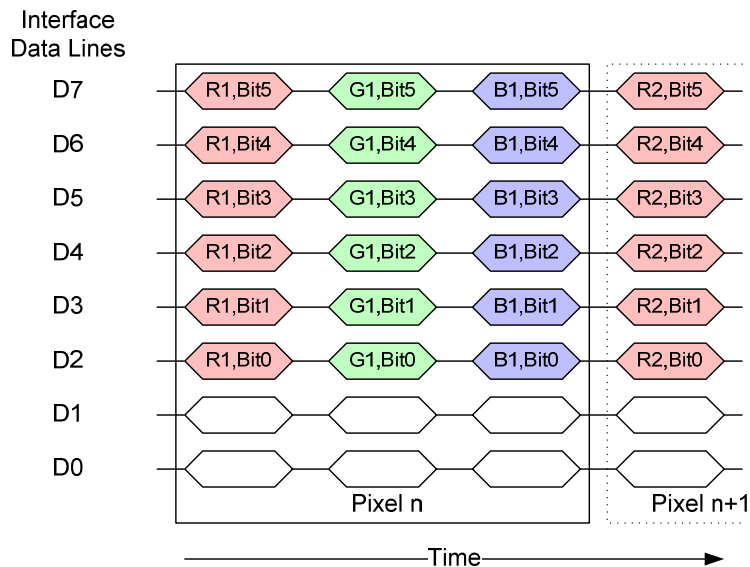 Interface
Data Lines
D7 R1,Bit5 G1,Bit5 B1,Bit5 R2,Bit5
D6 R1,Bit4 G1,Bit4 B1,Bit4 R2,Bit4
D5 R1,Bit3 G1,Bit3 B1,Bit3 R2,Bit3
D4 R1,Bit2 G1,Bit2 B1,Bit2 R2,Bit2
D3 R1,Bit1 G1,Bit1 B1,Bit1 R2,Bit1
D2 R1,Bit0 G1,Bit0 B1,Bit0 R2,Bit0
D1
D0
Pixel n Pixel n+1
Time